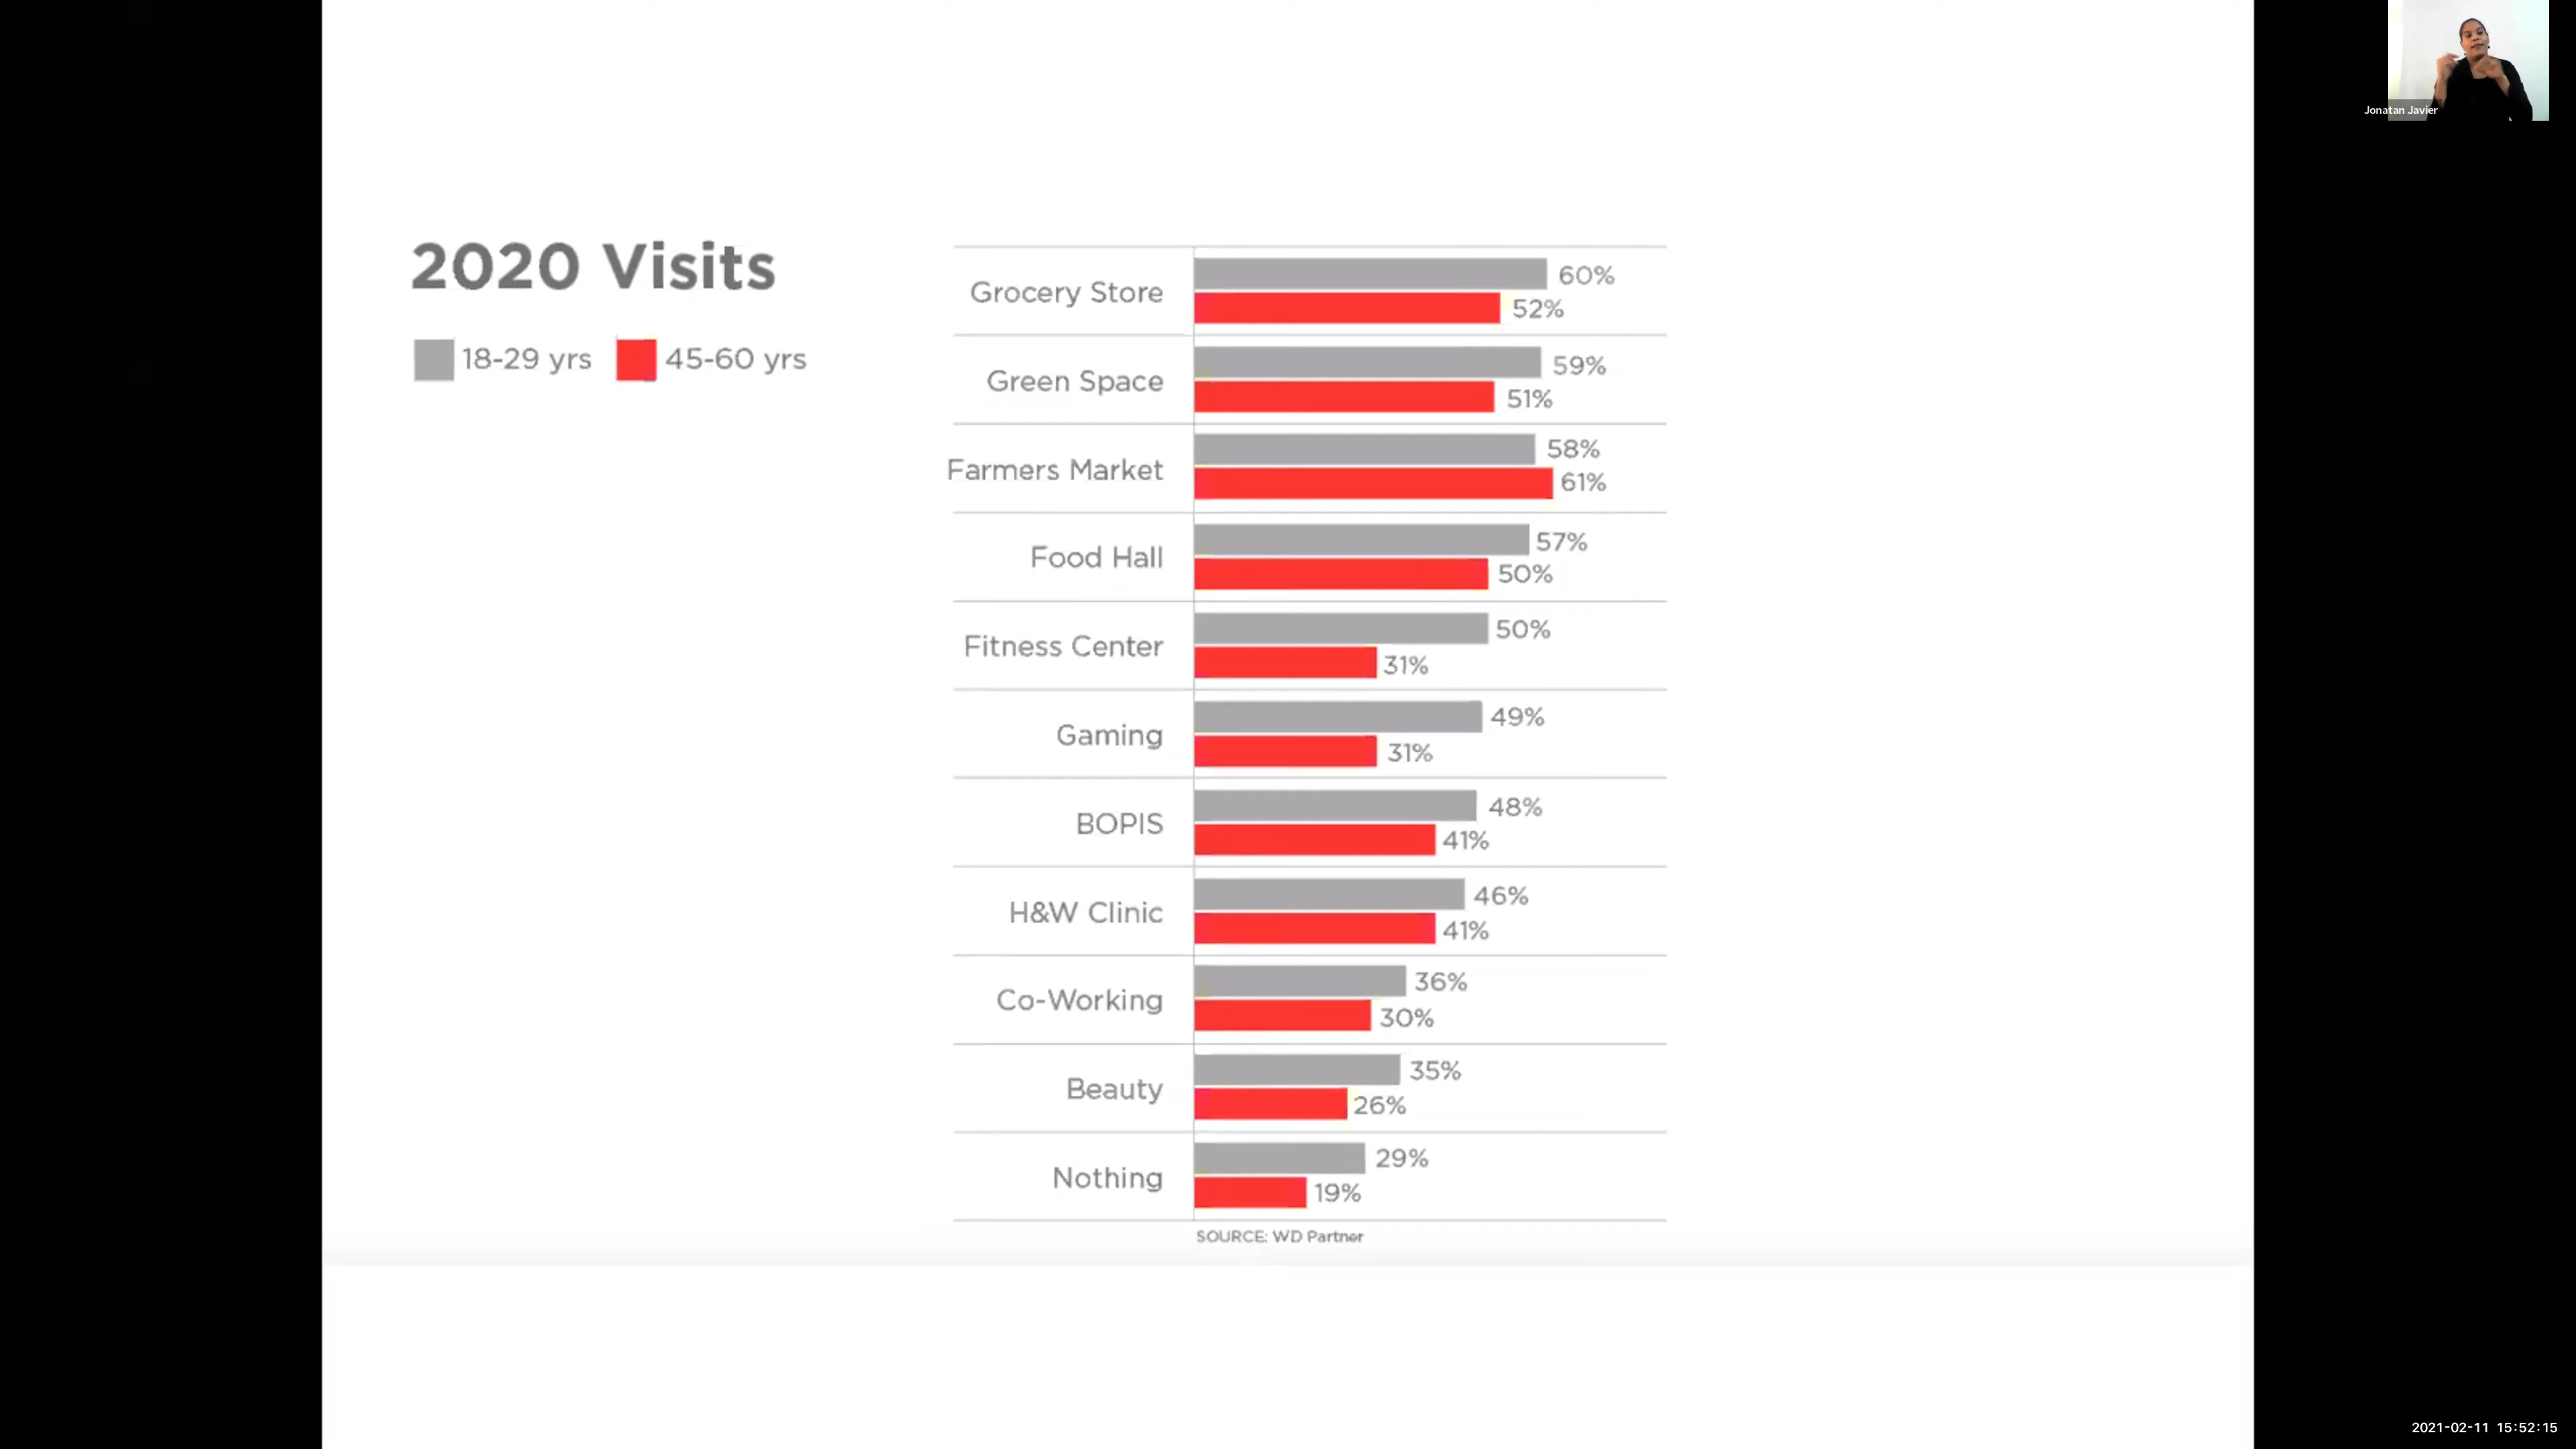 Jonatan Javier
2020 Visits
18-29 yrs 45-60 yrs
Grocery Store 60% 52%
Green Space 59% 51%
Farmers Market 58% 61%
Food Hall 57% 50%
Fitness Center 50% 31%
Gaming 49% 31%
BOPIS 48% 41%
H&W Clinic 46% 41%
Co-Working 36% 30%
Beauty 35% 26%
Nothing 29% 19%
SOURCE: WD Partner
2021-02-11 15:52:15